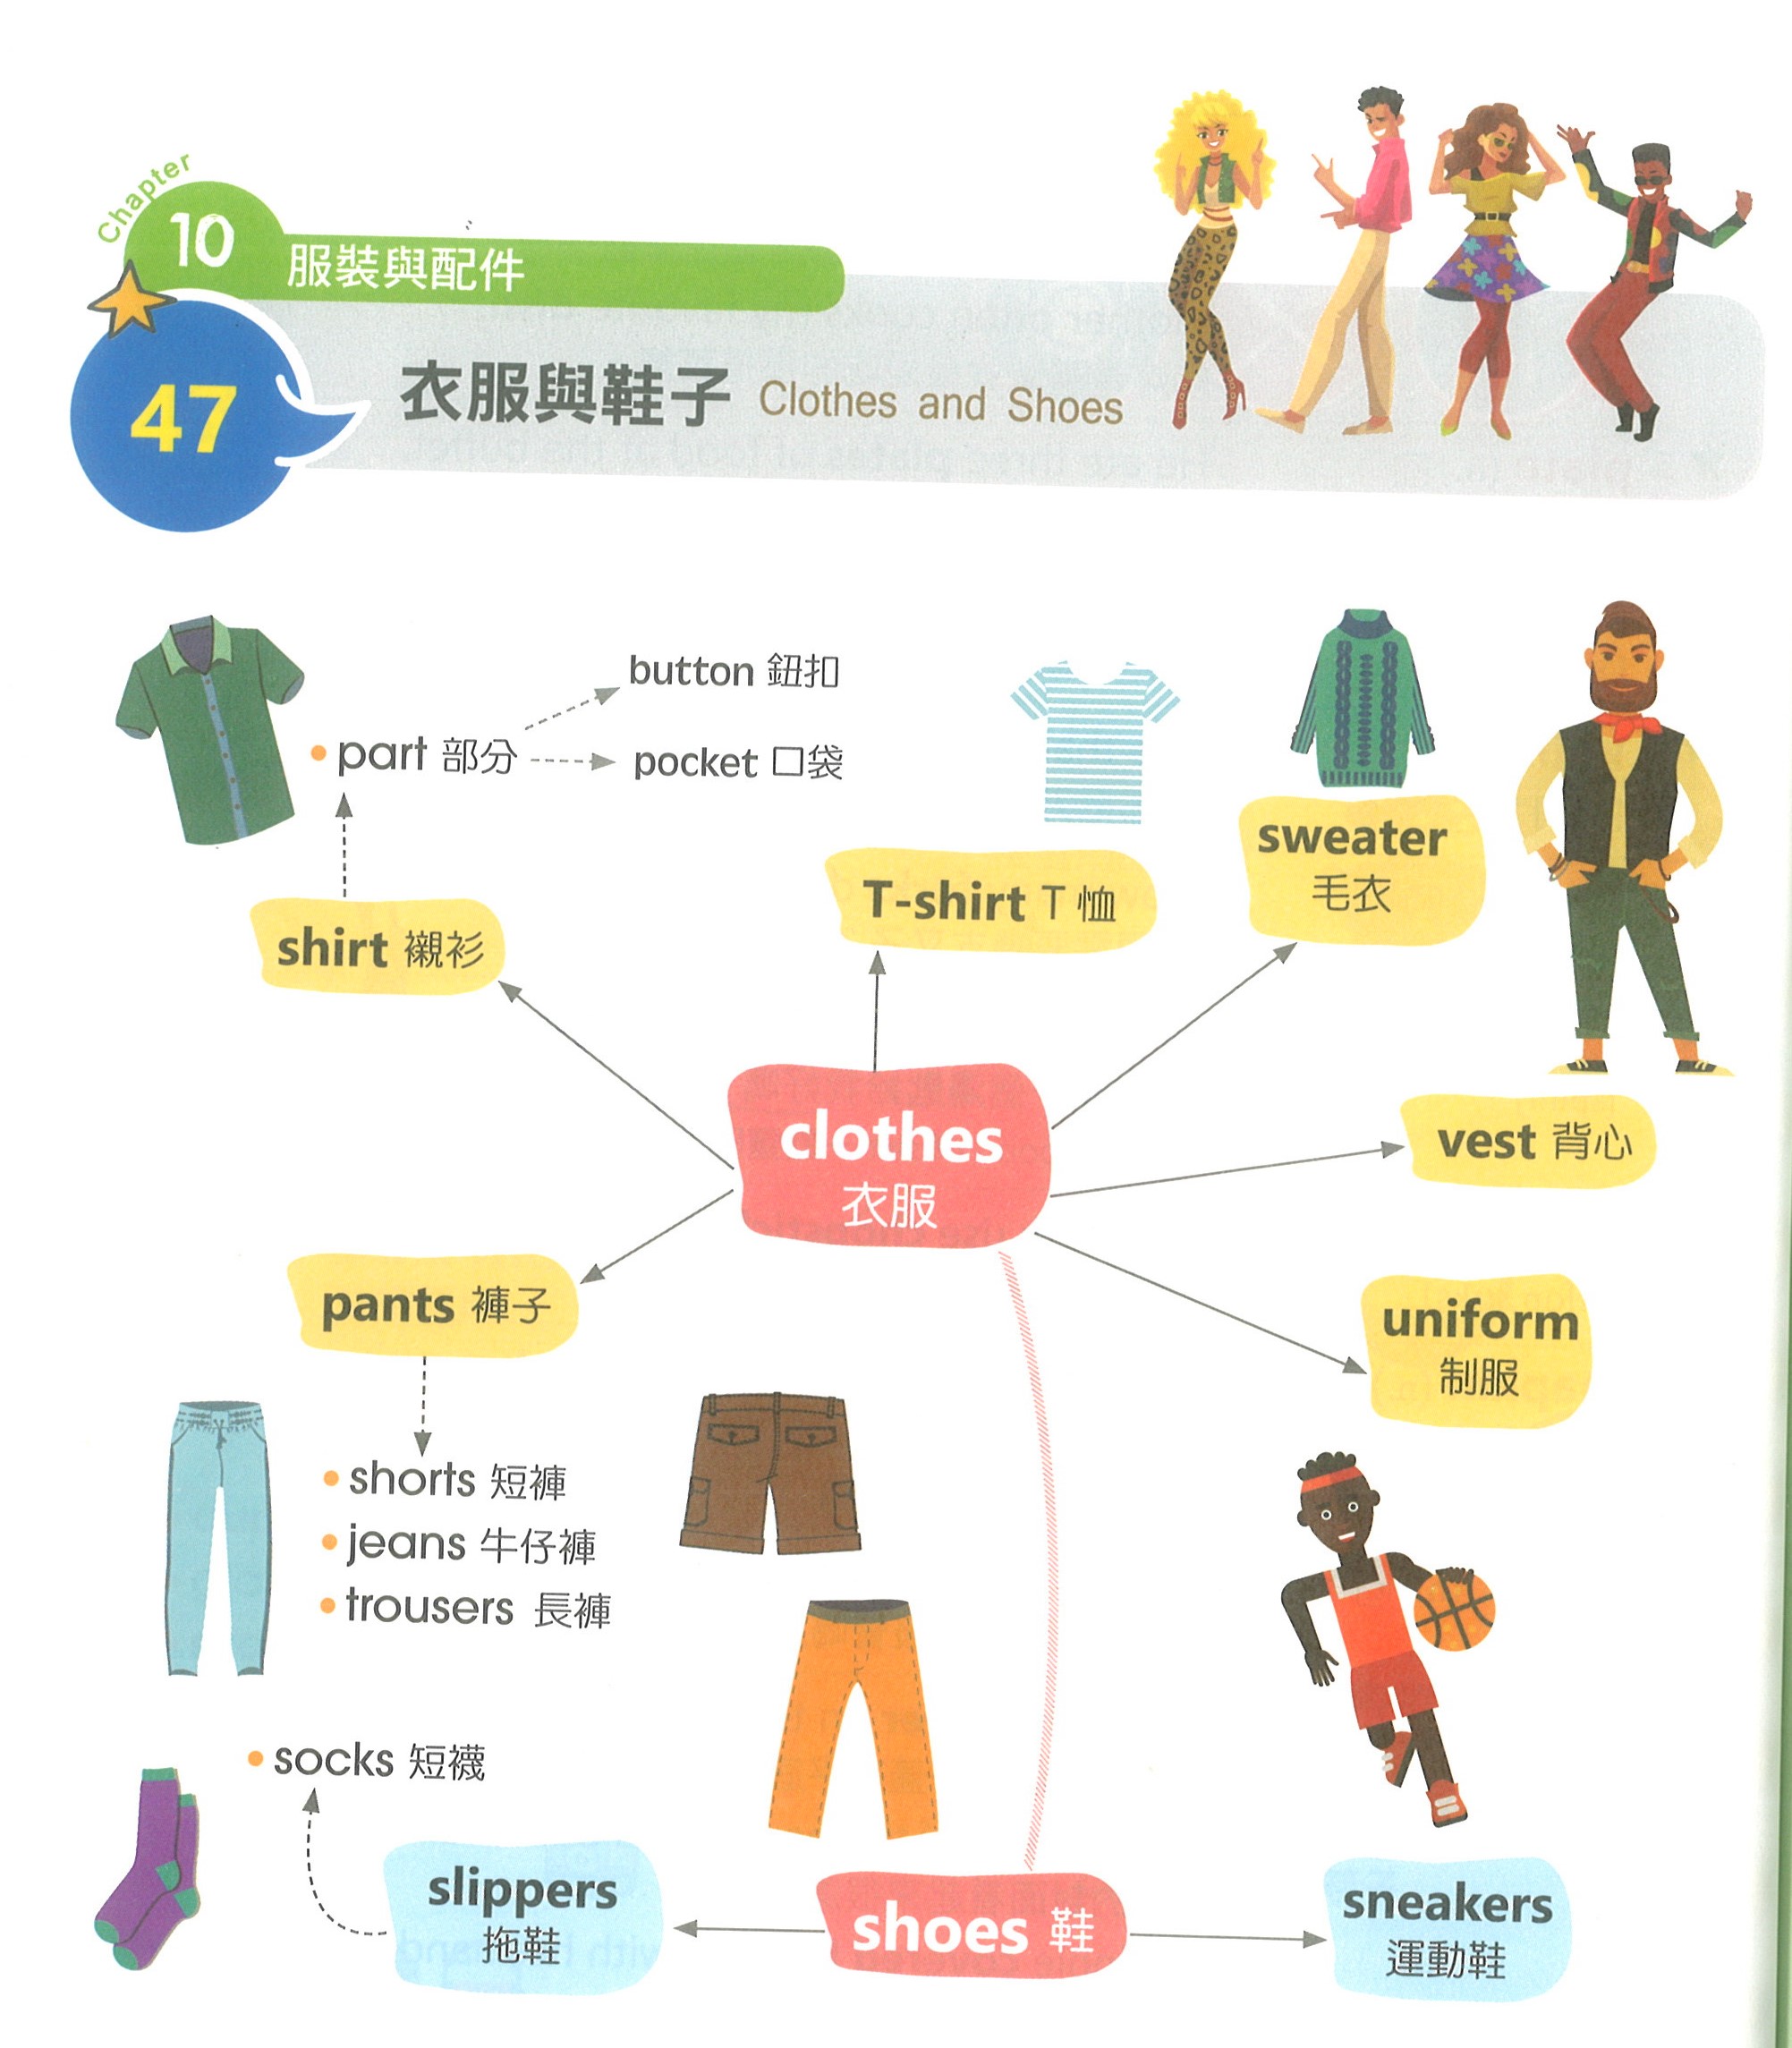 Chapter
10
服裝與配件
47
衣服與鞋子 Clothes and Shoes
button 鈕扣
part 部分
pocket 口袋
shirt 襯衫
T-shirt T 恤
sweater
毛衣
clothes
衣服
vest 背心
pants 褲子
uniform
制服
shorts 短褲
jeans 牛仔褲
trousers 長褲
socks 短襪
slippers
拖鞋
shoes 鞋
sneakers
運動鞋